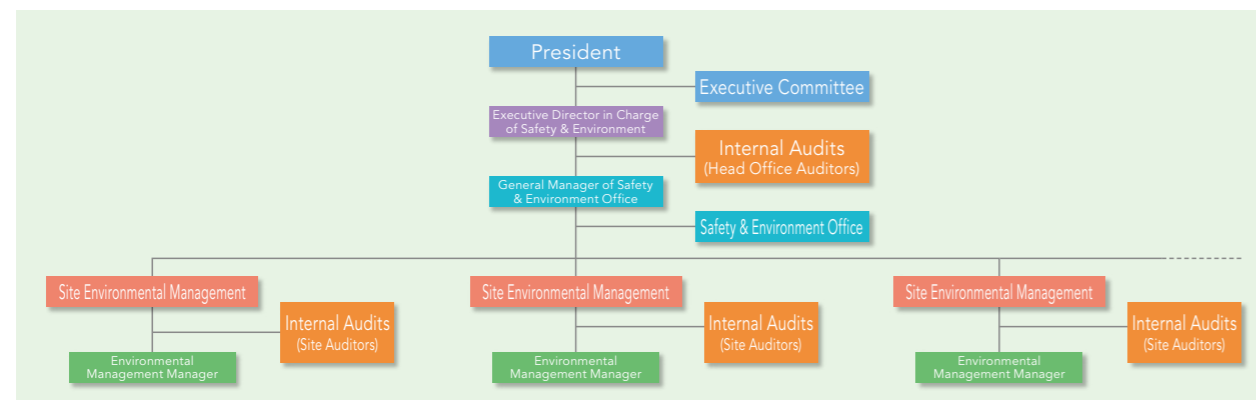 President
Executive Committee
Executive Director in Charge
of Safety & Environment
Internal Audits
(Head Office Auditors)
General Manager of Safety
& Environment Office
Safety & Environment Office
Site Environmental Management
Internal Audits
(Site Auditors)
Environmental
Management Manager
Site Environmental Management
Internal Audits
(Site Auditors)
Environmental
Management Manager
Site Environmental Management
Internal Audits
(Site Auditors)
Environmental
Management Manager